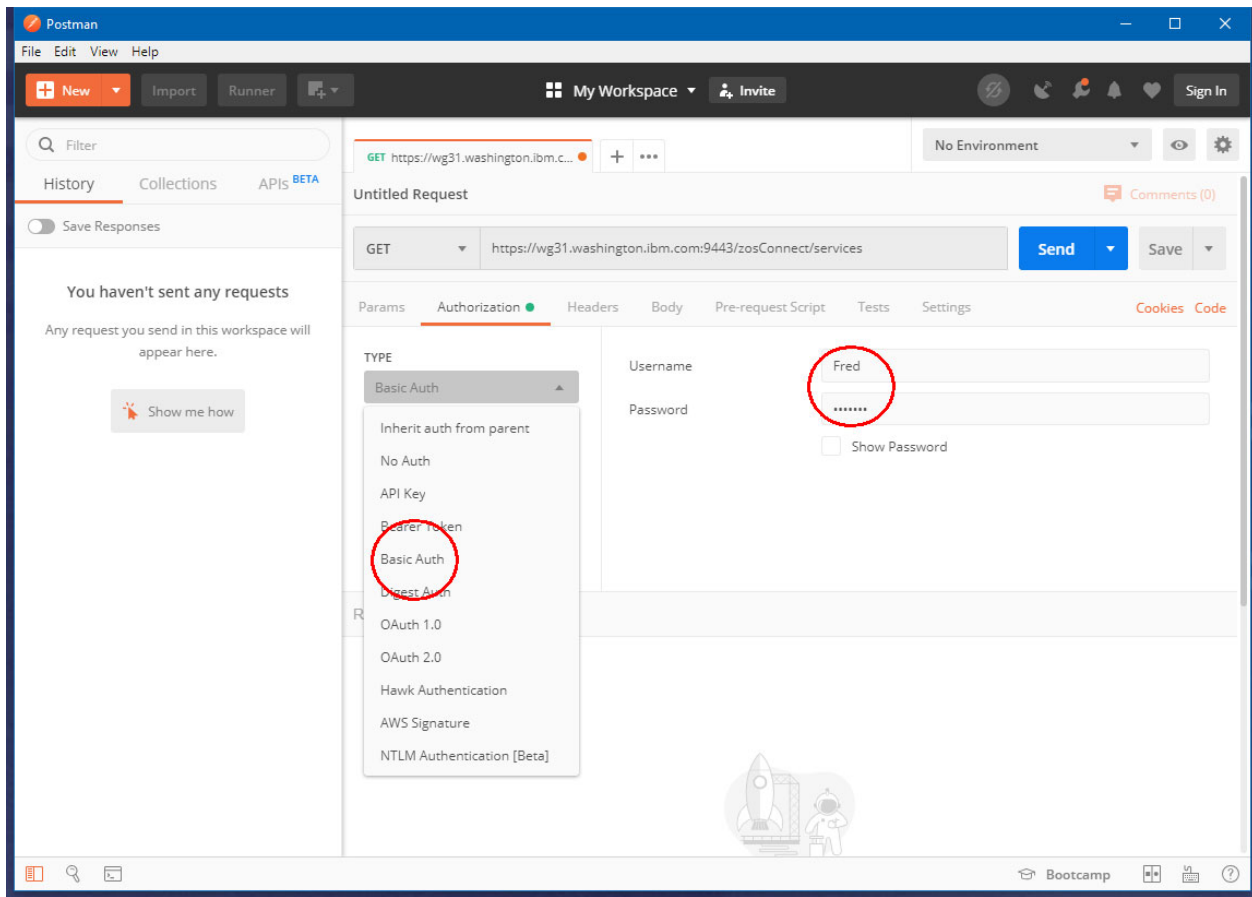 Postman
File Edit View Help
New Import Runner My Workspace Invite Sign In
Filter
History Collections APIs BETA
Save Responses
You haven't sent any requests
Any request you send in this workspace will
appear here.
Show me how
GET https://wg31.washington.ibm.c...
No Environment
Untitled Request
Comments (0)
GET https://wg31.washington.ibm.com:9443/zosConnect/services Send Save
Params Authorization Headers Body Pre-request Script Tests Settings Cookies Code
TYPE
Basic Auth
Inherit auth from parent
No Auth
API Key
Bearer Token
Basic Auth
Digest Auth
OAuth 1.0
OAuth 2.0
Hawk Authentication
AWS Signature
NTLM Authentication [Beta]
Username Fred
Password •••••••
Show Password
R
Bootcamp